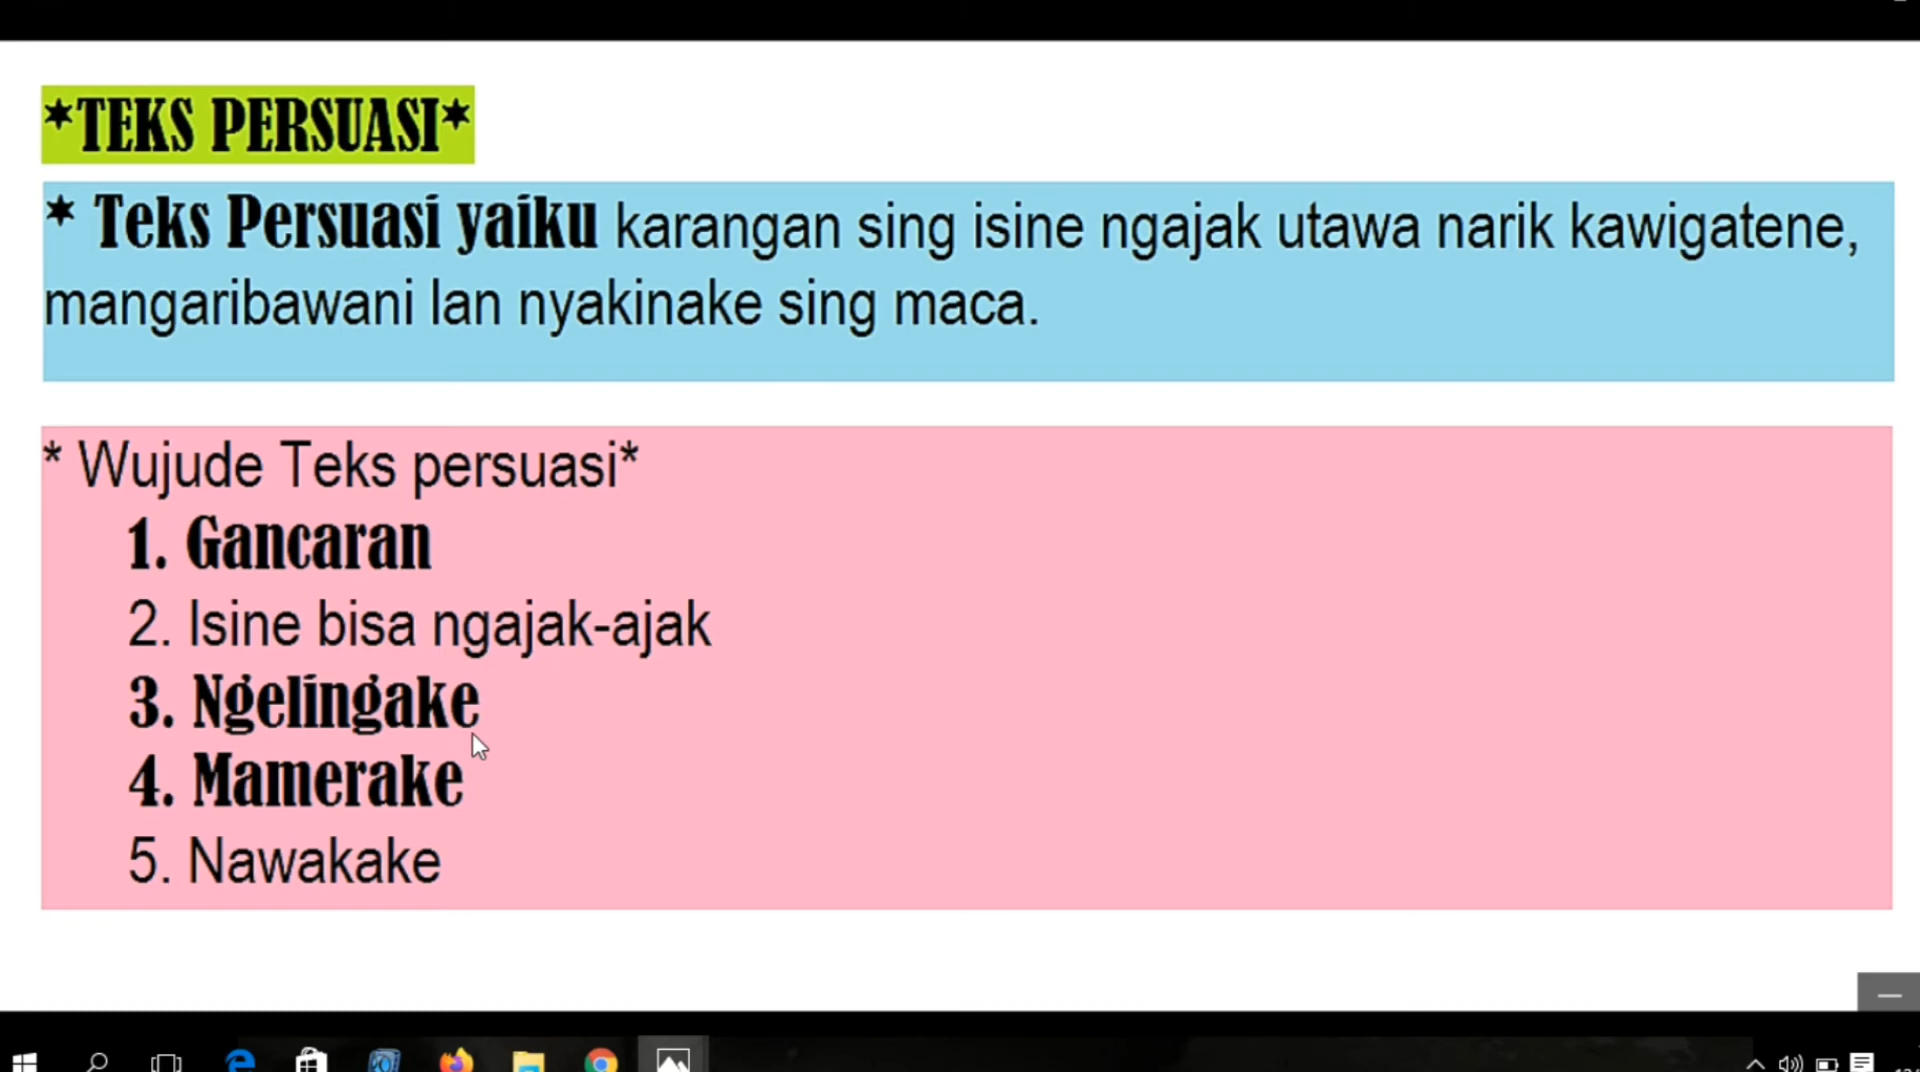 *TEKS PERSUASI*
* Teks Persuasi yaiku karangan sing isine ngajak utawa narik kawigatene,
mangaribawani lan nyakinake sing maca.
* Wujude Teks persuasi*
1. Gancaran
2. Isine bisa ngajak-ajak
3. Ngelingake
4. Mamerake
5. Nawakake